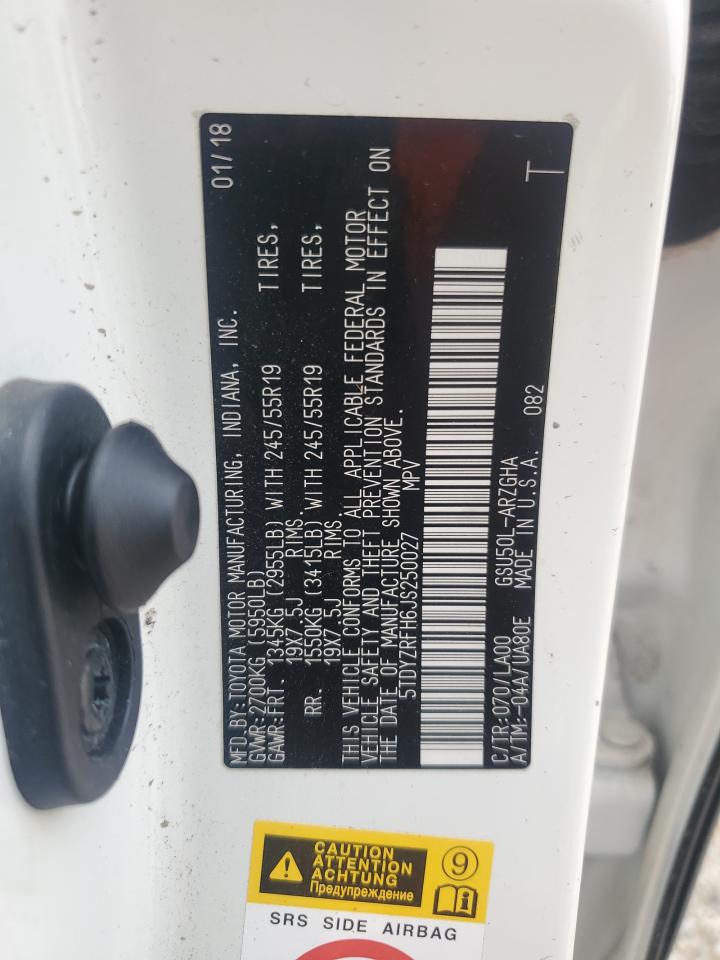 MFD BY:TOYOTA MOTOR MANUFACTURING, INDIANA, INC. 01/18
GVWR:2700KG (5950LB)
GAWR:FRT. 1345KG (2955LB) WITH 245/55R19 TIRES,
19X7.5J RIMS.
RR. 1550KG (3415LB) WITH 245/55R19 TIRES,
19X7.5J RIMS
THIS VEHICLE CONFORMS TO ALL APPLICABLE FEDERAL MOTOR
VEHICLE SAFETY AND THEFT PREVENTION STANDARDS IN EFFECT ON
THE DATE OF MANUFACTURE SHOWN ABOVE.
5TDYZRFH6JS250027 MPV
C/TR:070/LA00 GSU50L-ARZGHA
A/TM:-04A/UA80E MADE IN U.S.A. 082
T
CAUTION
ATTENTION
ACHTUNG
Предупреждение
9
SRS SIDE AIRBAG